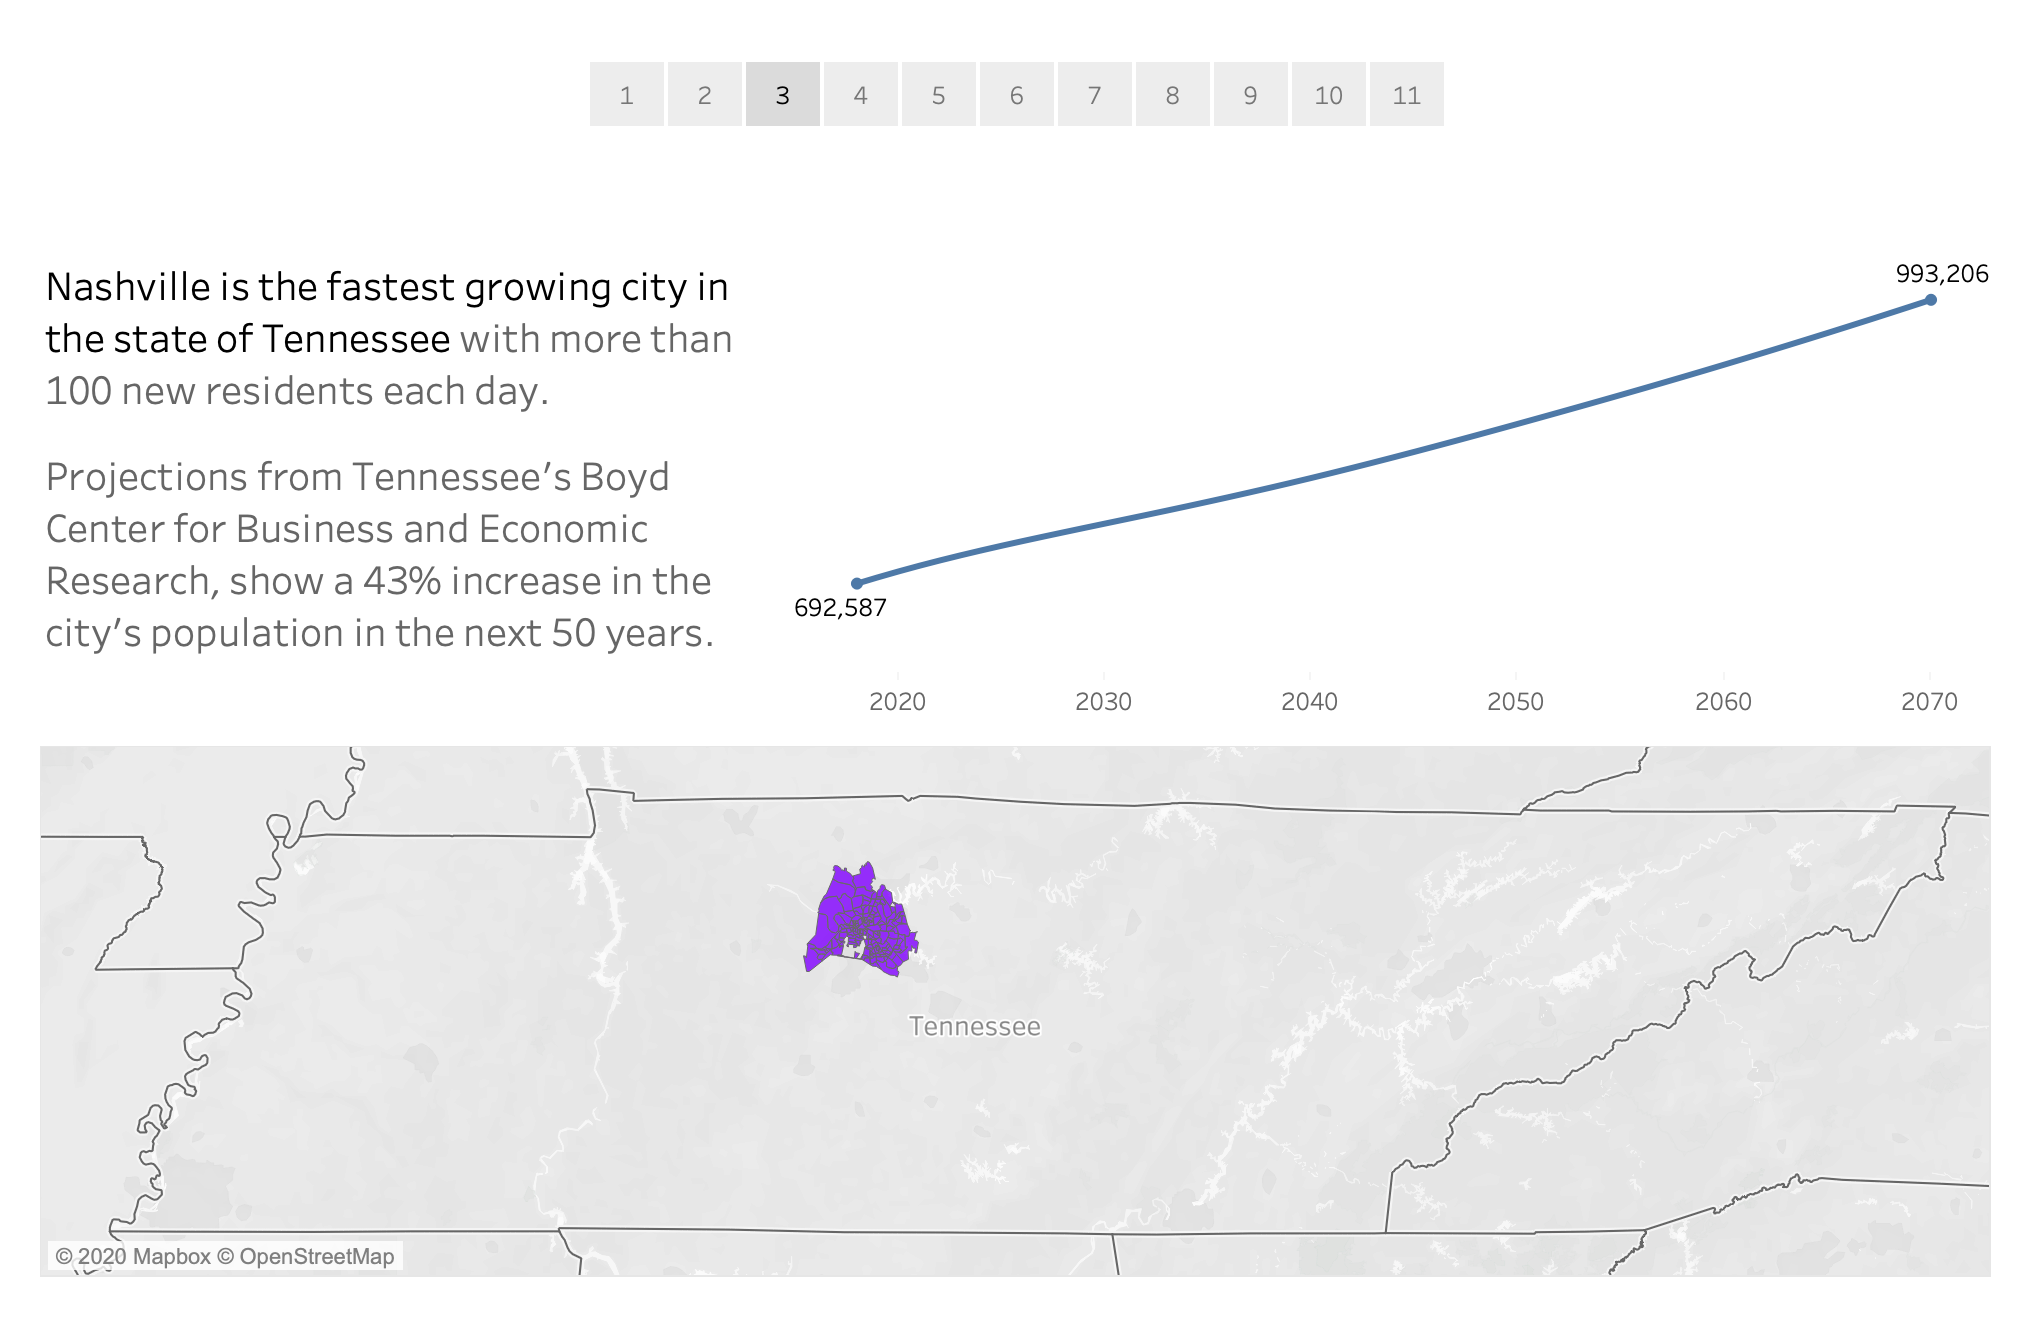 1 2 3 4 5 6 7 8 9 10 11
Nashville is the fastest growing city in
the state of Tennessee with more than
100 new residents each day.
Projections from Tennessee’s Boyd
Center for Business and Economic
Research, show a 43% increase in the
city’s population in the next 50 years.
993,206
692,587
2020 2030 2040 2050 2060 2070
Tennessee
© 2020 Mapbox © OpenStreetMap